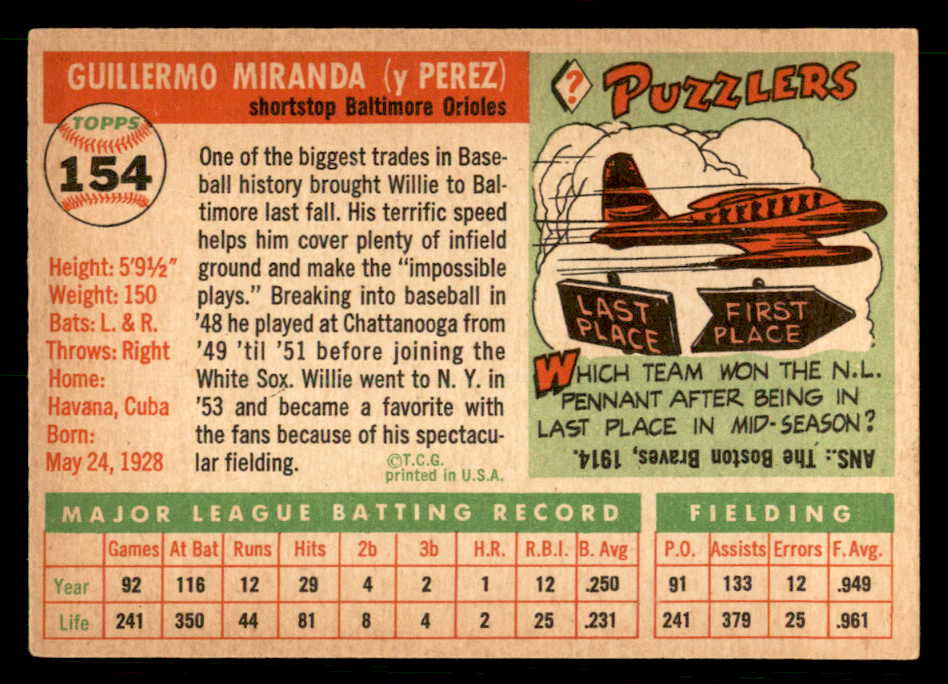 GUILLERMO MIRANDA (y PEREZ)
shortstop Baltimore Orioles
TOPPS
154
Height: 5'9½"
Weight: 150
Bats: L. & R.
Throws: Right
Home:
Havana, Cuba
Born:
May 24, 1928
One of the biggest trades in Base-
ball history brought Willie to Bal-
timore last fall. His terrific speed
helps him cover plenty of infield
ground and make the "impossible
plays." Breaking into baseball in
'48 he played at Chattanooga from
'49 'til '51 before joining the
White Sox. Willie went to N. Y. in
'53 and became a favorite with
the fans because of his spectacu-
lar fielding.
©T.C.G.
printed in U.S.A.
? PUZZLERS
LAST PLACE
FIRST PLACE
WHICH TEAM WON THE N.L.
PENNANT AFTER BEING IN
LAST PLACE IN MID-SEASON?
ANS.: The Boston Braves, 1914.
MAJOR LEAGUE BATTING RECORD FIELDING
Games At Bat Runs Hits 2b 3b H.R. R.B.I. B. Avg P.O. Assists Errors F. Avg.
Year 92 116 12 29 4 2 1 12 .250 91 133 12 .949
Life 241 350 44 81 8 4 2 25 .231 241 379 25 .961